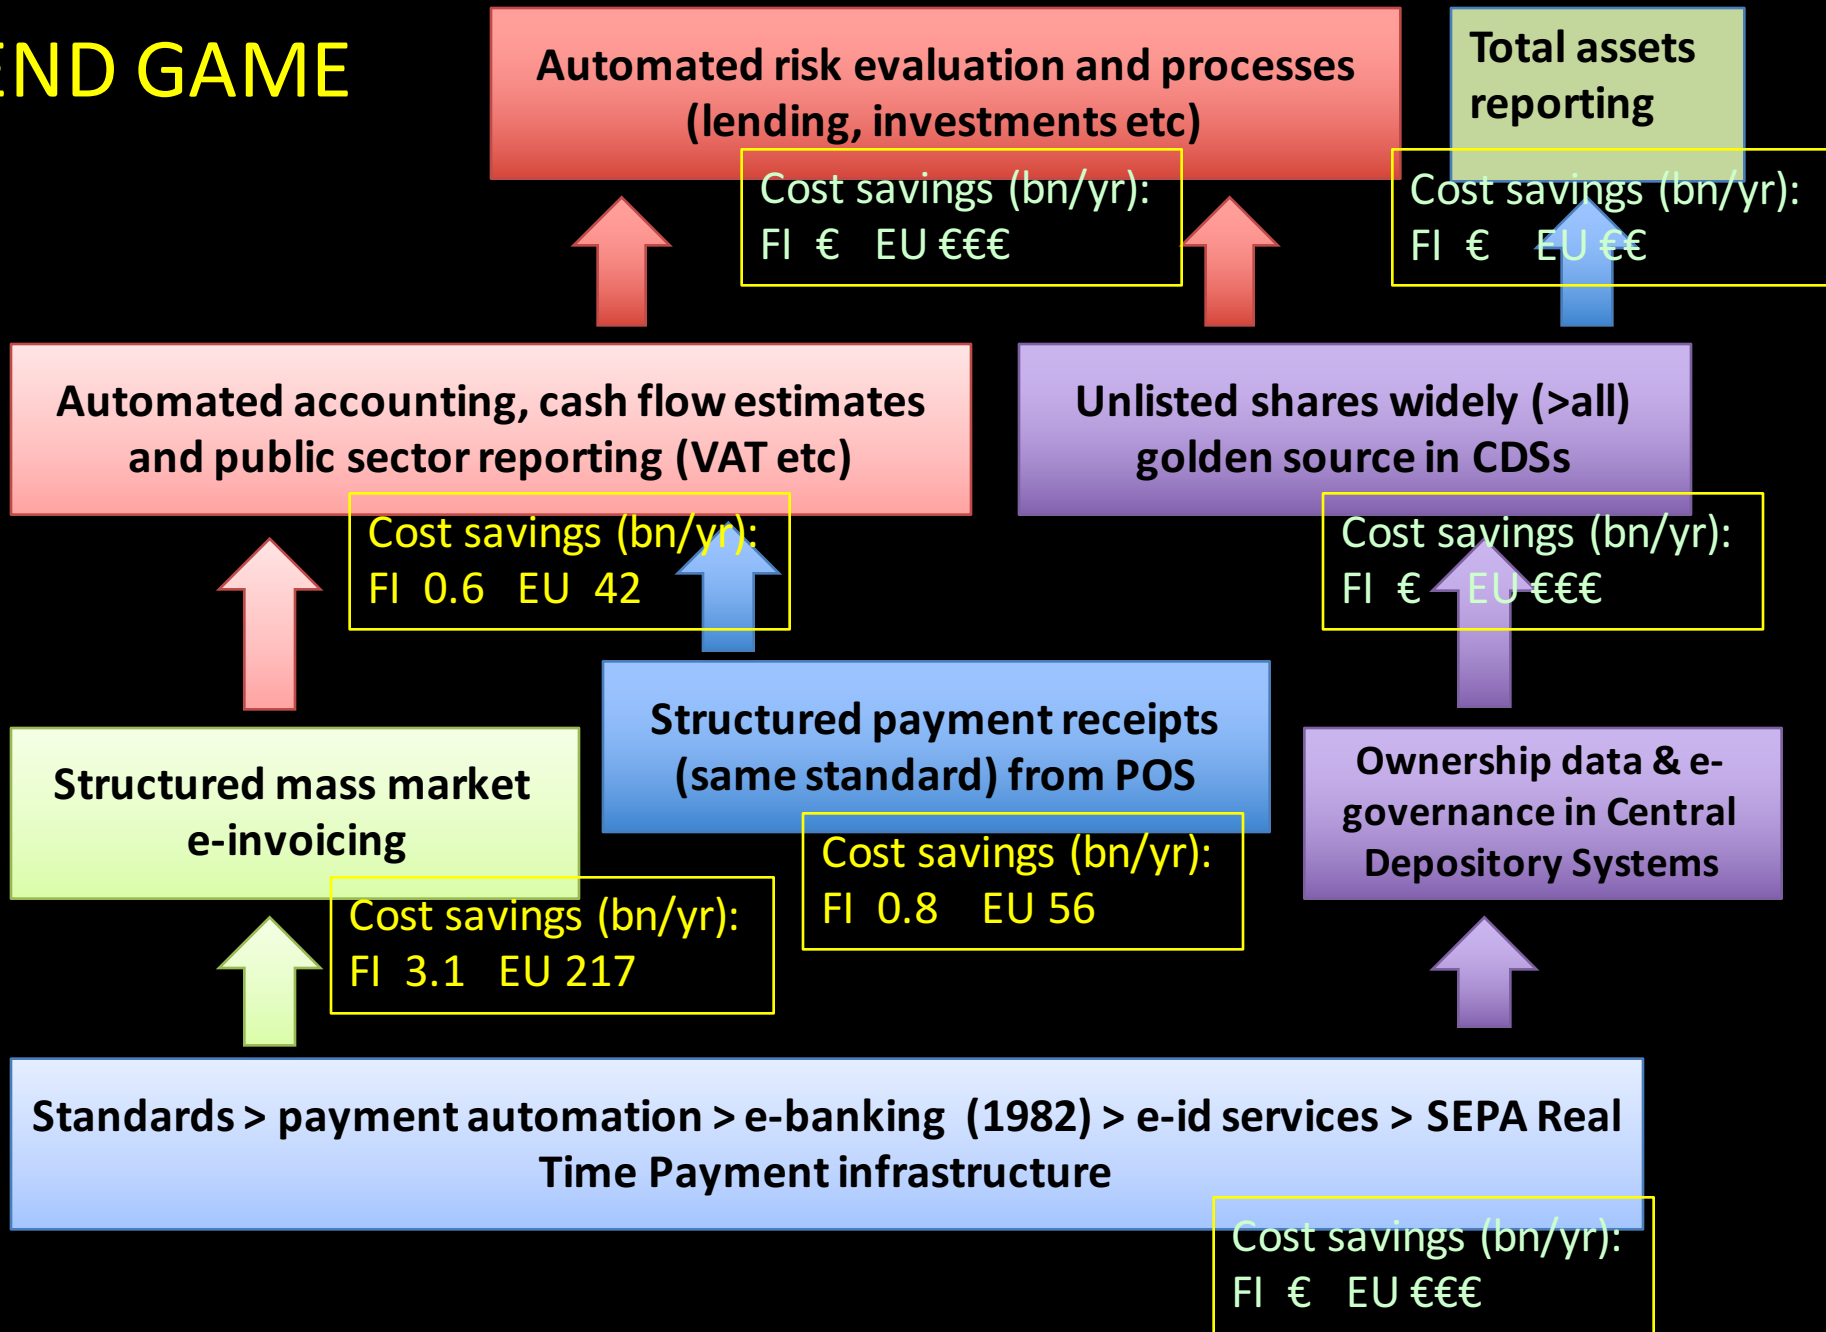 END GAME
Automated risk evaluation and processes
(lending, investments etc)
Total assets
reporting
Cost savings (bn/yr):
FI € EU €€€
Cost savings (bn/yr):
FI € EU €€
Automated accounting, cash flow estimates
and public sector reporting (VAT etc)
Unlisted shares widely (>all)
golden source in CDSs
Cost savings (bn/yr):
FI 0.6 EU 42
Cost savings (bn/yr):
FI € EU €€€
Structured mass market
e-invoicing
Structured payment receipts
(same standard) from POS
Ownership data & e-
governance in Central
Depository Systems
Cost savings (bn/yr):
FI 3.1 EU 217
Cost savings (bn/yr):
FI 0.8 EU 56
Standards > payment automation > e-banking (1982) > e-id services > SEPA Real
Time Payment infrastructure
Cost savings (bn/yr):
FI € EU €€€